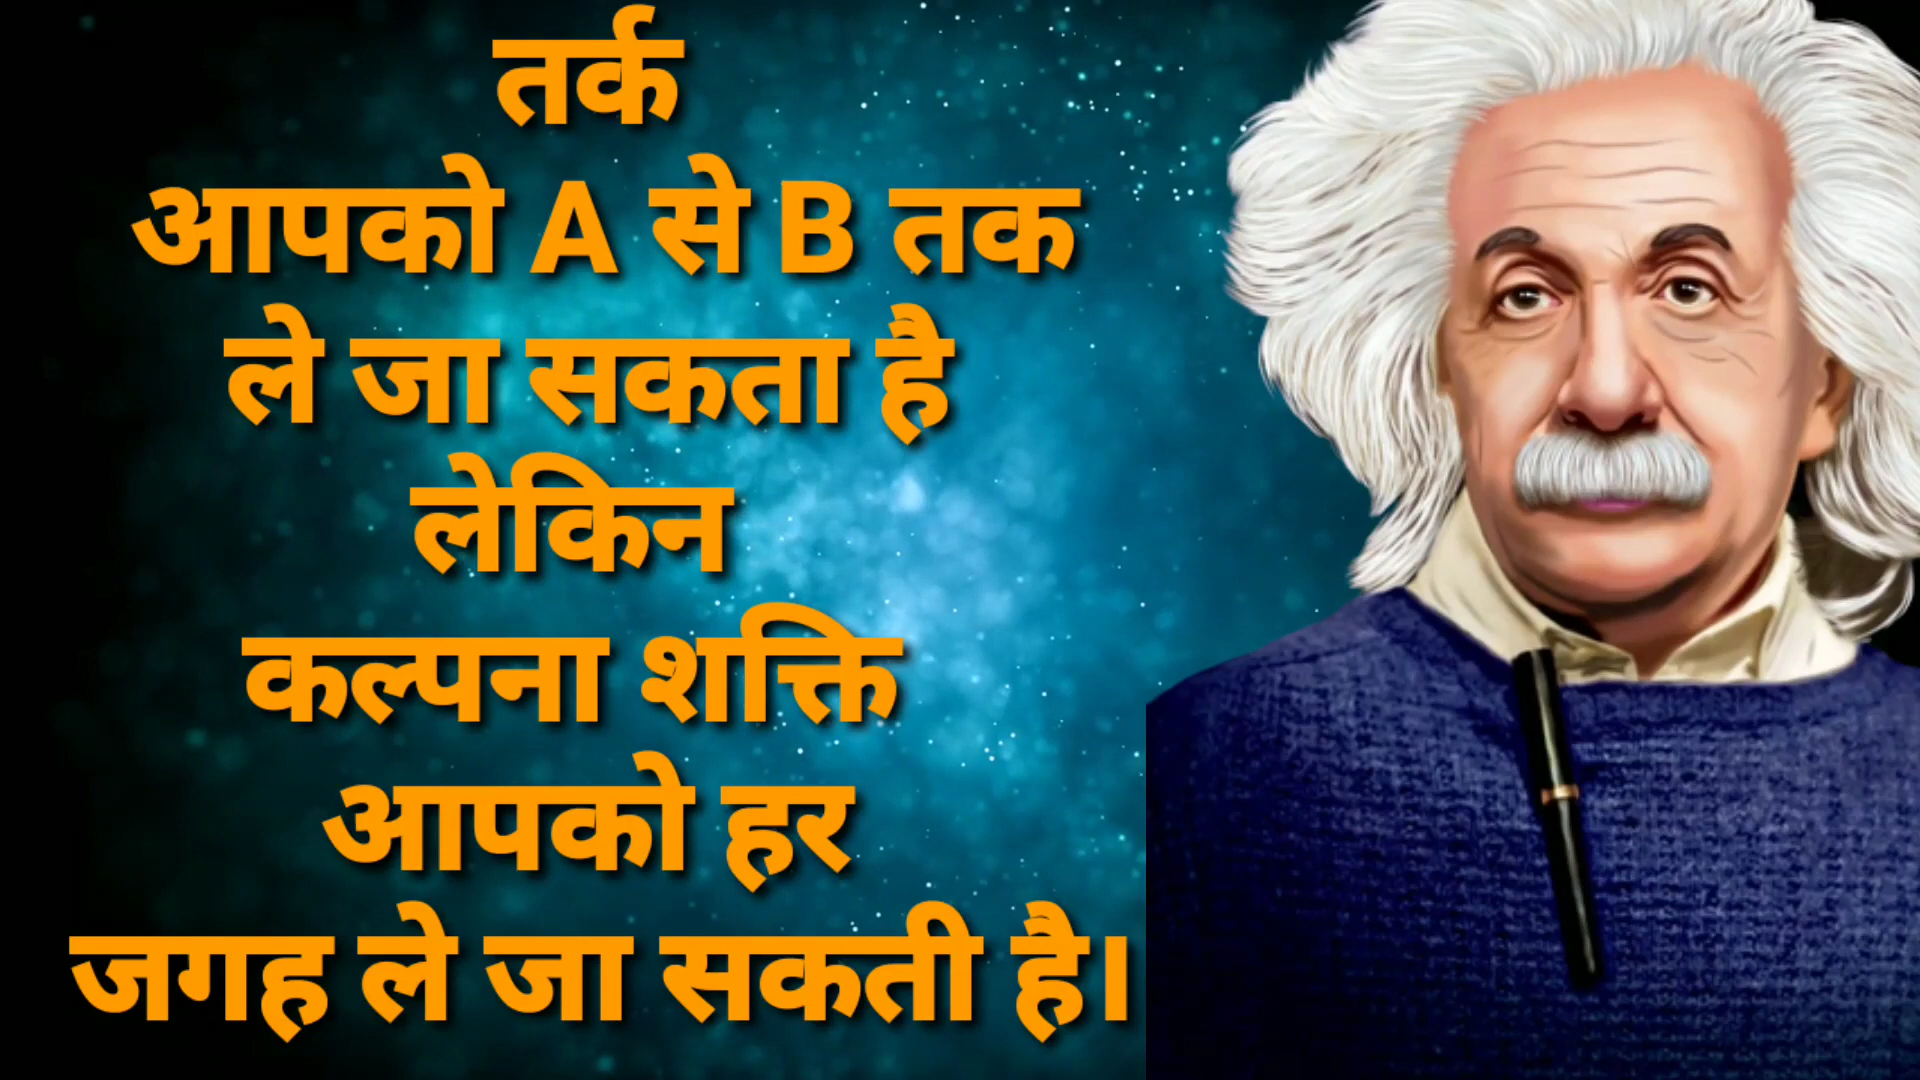 तर्क
आपको A से B तक
ले जा सकता है
लेकिन
कल्पना शक्ति
आपको हर
जगह ले जा सकती है।